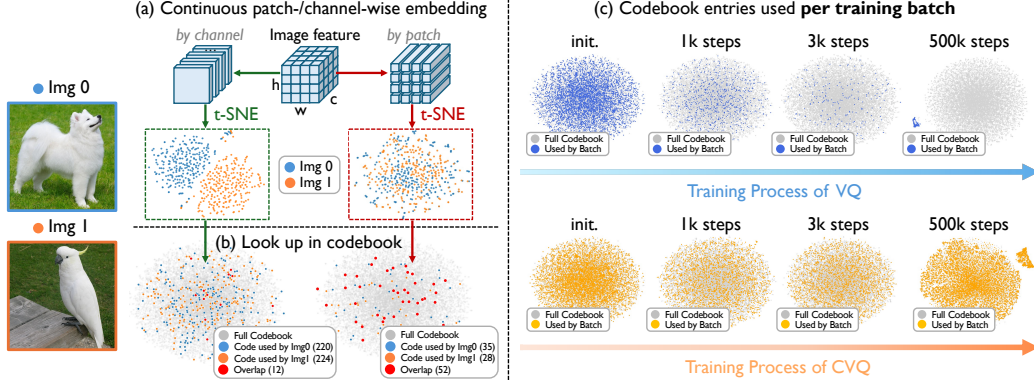 (a) Continuous patch-/channel-wise embedding
by channel
Image feature
by patch
h
w
c
Img 0
t-SNE
t-SNE
Img 0
Img 1
Img 1
(b) Look up in codebook
Full Codebook
Code used by Img0 (220)
Code used by Img1 (224)
Overlap (12)
Full Codebook
Code used by Img0 (35)
Code used by Img1 (28)
Overlap (52)
(c) Codebook entries used per training batch
init.
1k steps
3k steps
500k steps
Full Codebook
Used by Batch
Full Codebook
Used by Batch
Full Codebook
Used by Batch
Full Codebook
Used by Batch
Training Process of VQ
init.
1k steps
3k steps
500k steps
Full Codebook
Used by Batch
Full Codebook
Used by Batch
Full Codebook
Used by Batch
Full Codebook
Used by Batch
Training Process of CVQ